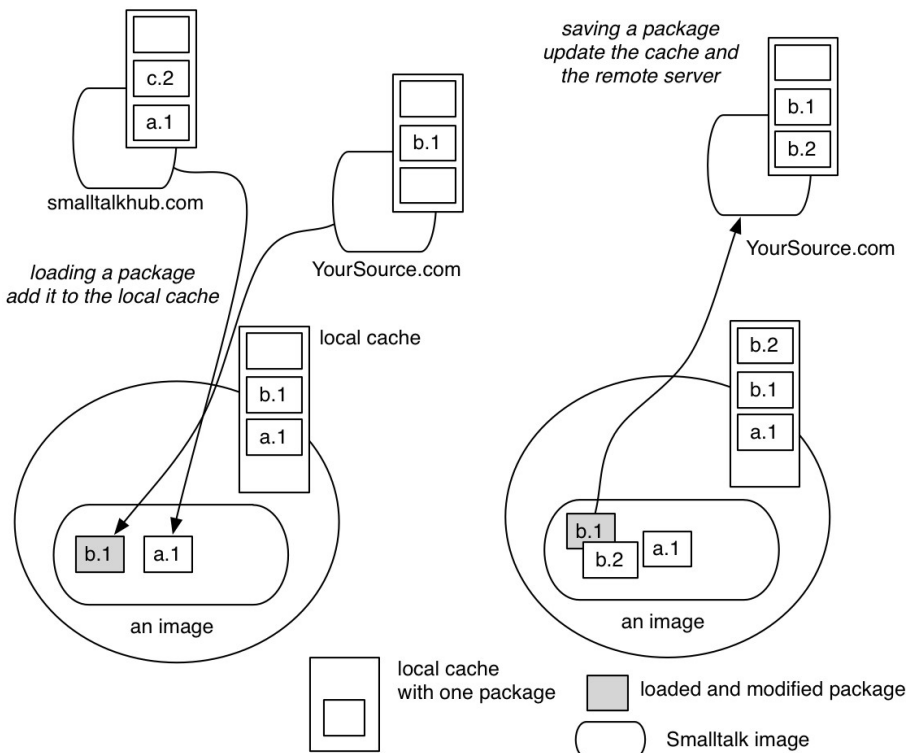 c.2
a.1
smalltalkhub.com
b.1
YourSource.com
loading a package
add it to the local cache
local cache
b.1
a.1
b.1
a.1
an image
saving a package
update the cache and
the remote server
b.1
b.2
YourSource.com
b.2
b.1
a.1
b.1
b.2
a.1
an image
local cache
with one package
loaded and modified package
Smalltalk image